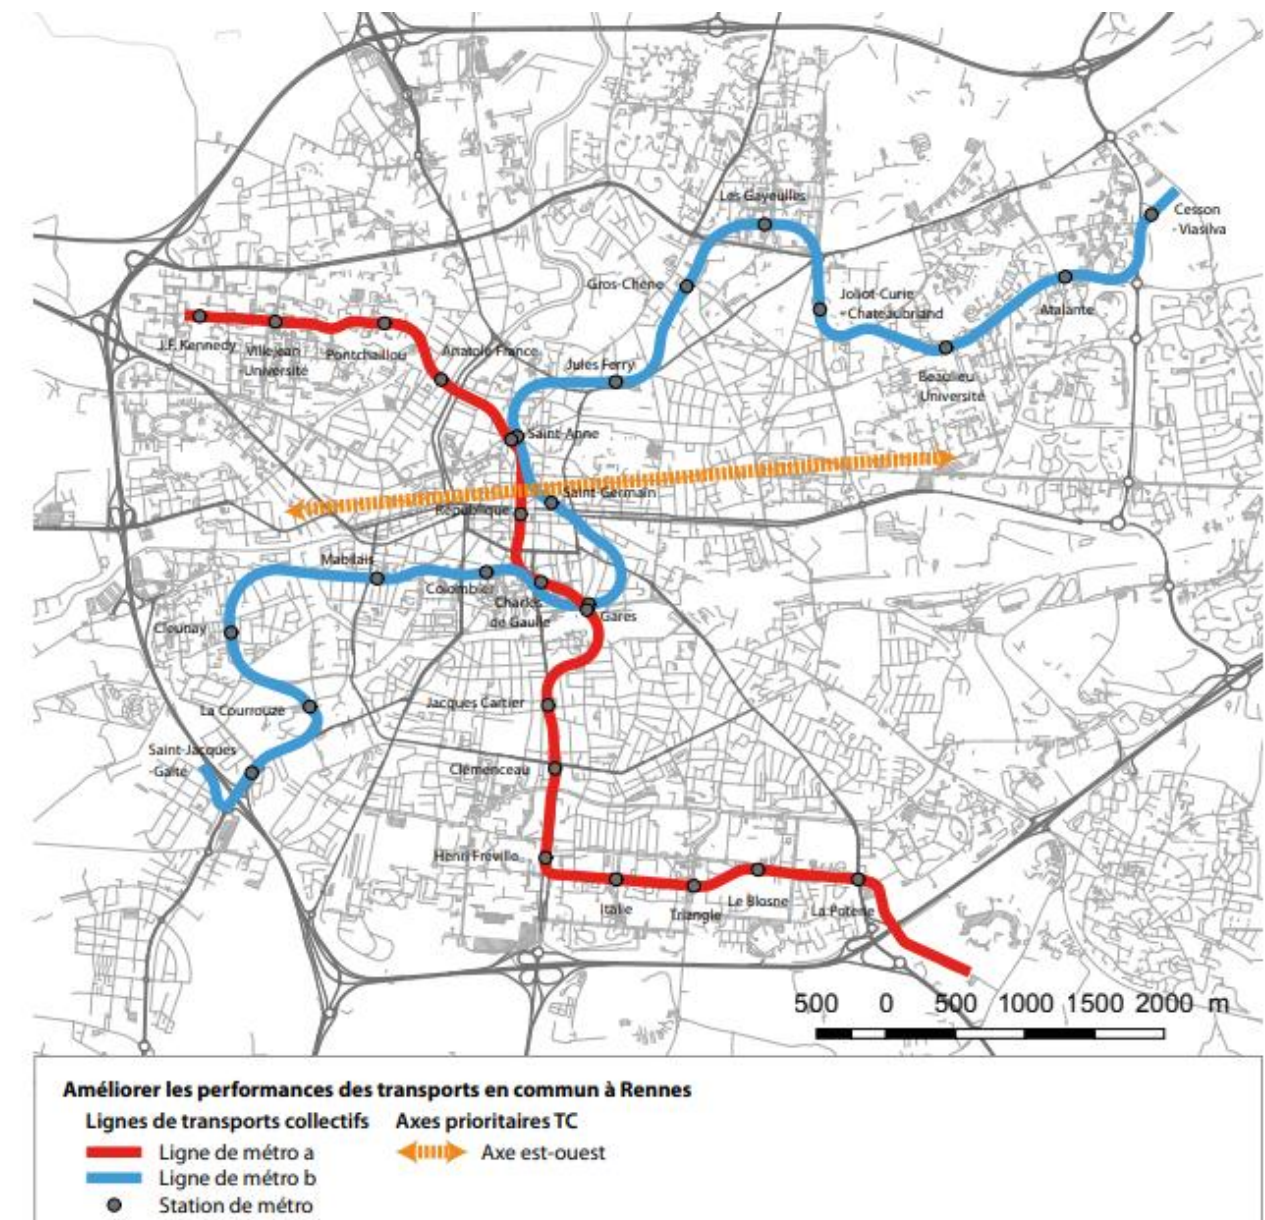 Les Gayeulles
Cesson
-Viasilva
Gros-Chêne
Joliot-Curie
-Chateaubriand
Atalante
J.F. Kennedy
Villejean
-Université
Pontchaillou
Anatole France
Jules Ferry
Beaulieu
Université
Saint-Anne
Saint-Germain
République
Mabilais
Colombier
Charles
de Gaulle
Gares
Cleunay
La Courrouze
Jacques Cartier
Saint-Jacques
-Gaîté
Clémenceau
Henri Fréville
Italie
Triangle
Le Blosne
La Poterie
500 0 500 1000 1500 2000 m
Améliorer les performances des transports en commun à Rennes
Lignes de transports collectifs
Axes prioritaires TC
Ligne de métro a
Axe est-ouest
Ligne de métro b
Station de métro